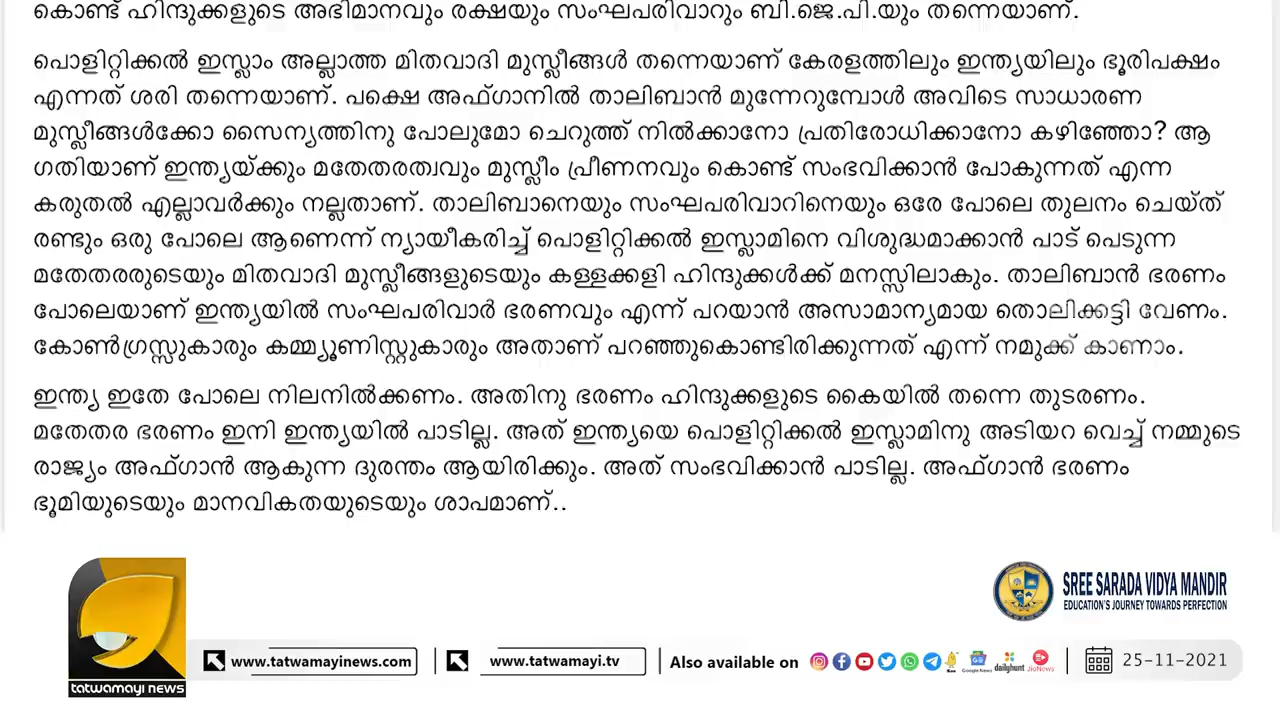 കൊണ്ട് ഹിന്ദുക്കളുടെ അഭിമാനവും രക്ഷയും സംഘപരിവാറും ബി.ജെ.പി.യും തന്നെയാണ്.
പൊളിറ്റിക്കൽ ഇസ്ലാം അല്ലാത്ത മിതവാദി മുസ്ലീങ്ങൾ തന്നെയാണ് കേരളത്തിലും ഇന്ത്യയിലും ഭൂരിപക്ഷം
എന്നത് ശരി തന്നെയാണ്. പക്ഷെ അഫ്ഗാനിൽ താലിബാൻ മുന്നേറുമ്പോൾ അവിടെ സാധാരണ
മുസ്ലീങ്ങൾക്കോ സൈന്യത്തിനു പോലുമോ ചെറുത്ത് നിൽക്കാനോ പ്രതിരോധിക്കാനോ കഴിഞ്ഞോ? ആ
ഗതിയാണ് ഇന്ത്യയ്ക്കും മതേതരത്വവും മുസ്ലീം പ്രീണനവും കൊണ്ട് സംഭവിക്കാൻ പോകുന്നത് എന്ന
കരുതൽ എല്ലാവർക്കും നല്ലതാണ്. താലിബാനെയും സംഘപരിവാറിനെയും ഒരേ പോലെ തുലനം ചെയ്ത്
രണ്ടും ഒരു പോലെ ആണെന്ന് ന്യായീകരിച്ച് പൊളിറ്റിക്കൽ ഇസ്ലാമിനെ വിശുദ്ധമാക്കാൻ പാട് പെടുന്ന
മതേതരരുടെയും മിതവാദി മുസ്ലീങ്ങളുടെയും കള്ളക്കളി ഹിന്ദുക്കൾക്ക് മനസ്സിലാകും. താലിബാൻ ഭരണം
പോലെയാണ് ഇന്ത്യയിൽ സംഘപരിവാർ ഭരണവും എന്ന് പറയാൻ അസാമാന്യമായ തൊലിക്കട്ടി വേണം.
കോൺഗ്രസ്സുകാരും കമ്മ്യൂണിസ്റ്റുകാരും അതാണ് പറഞ്ഞുകൊണ്ടിരിക്കുന്നത് എന്ന് നമുക്ക് കാണാം.
ഇന്ത്യ ഇതേ പോലെ നിലനിൽക്കണം. അതിനു ഭരണം ഹിന്ദുക്കളുടെ കൈയിൽ തന്നെ തുടരണം.
മതേതര ഭരണം ഇനി ഇന്ത്യയിൽ പാടില്ല. അത് ഇന്ത്യയെ പൊളിറ്റിക്കൽ ഇസ്ലാമിനു അടിയറ വെച്ച് നമ്മുടെ
രാജ്യം അഫ്ഗാൻ ആകുന്ന ദുരന്തം ആയിരിക്കും. അത് സംഭവിക്കാൻ പാടില്ല. അഫ്ഗാൻ ഭരണം
ഭൂമിയുടെയും മാനവികതയുടെയും ശാപമാണ്..
SREE SARADA VIDYA MANDIR
EDUCATION'S JOURNEY TOWARDS PERFECTION
tatwamayi news
www.tatwamayinews.com www.tatwamayi.tv Also available on Koo Google News dailyhunt JioNews 25-11-2021